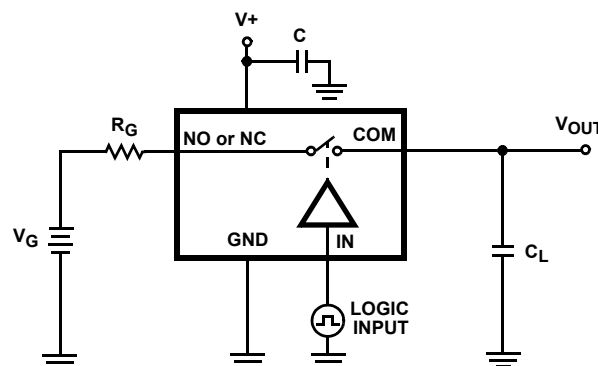 V+
C
RG
NO or NC
COM
VOUT
VG
GND
IN
CL
LOGIC
INPUT